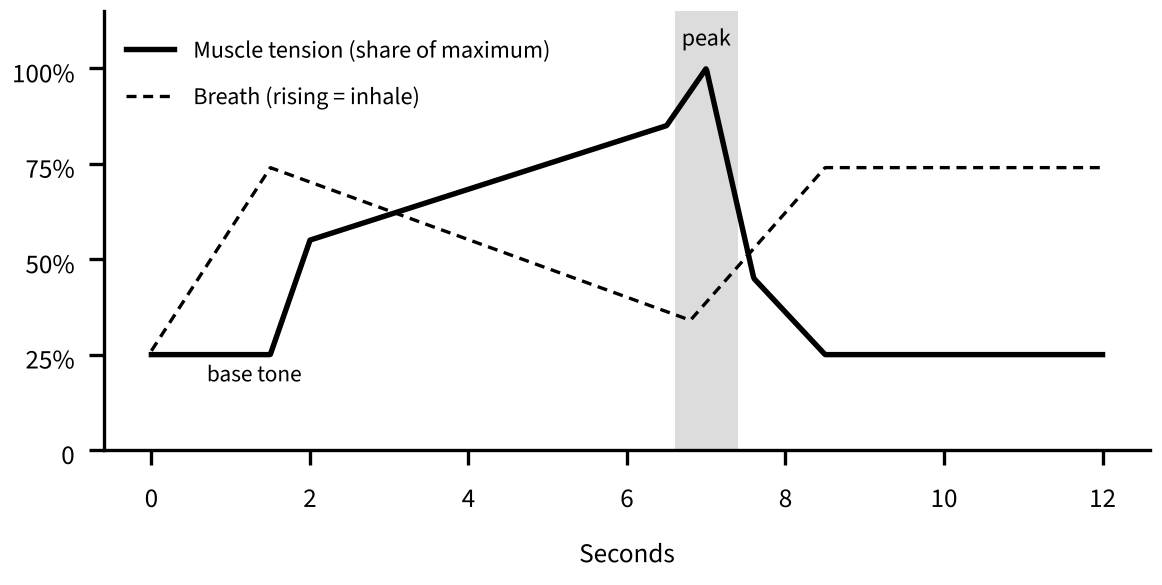 peak
Muscle tension (share of maximum)
Breath (rising = inhale)
100%
75%
50%
25%
0
base tone
0 2 4 6 8 10 12
Seconds